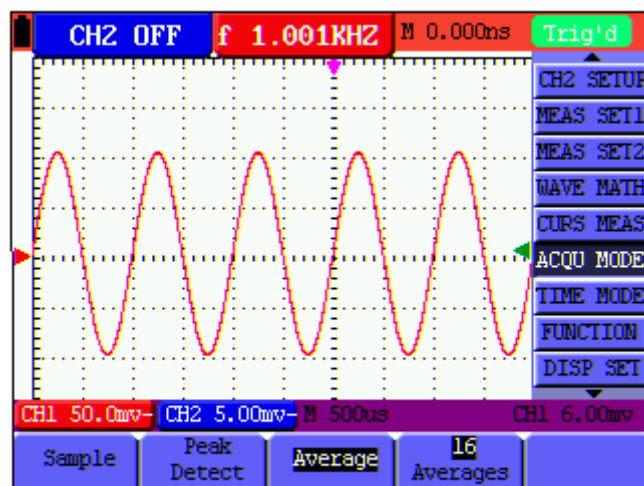 CH2 OFF f 1.001KHZ M 0.000ns Trig'd
CH2 SETUP
MEAS SET1
MEAS SET2
WAVE MATH
CURS MEAS
ACQU MODE
TIME MODE
FUNCTION
DISP SET
CH1 50.0mv- CH2 5.00mv- M 500us CH1 6.00mv
Sample Peak Detect Average 16 Averages